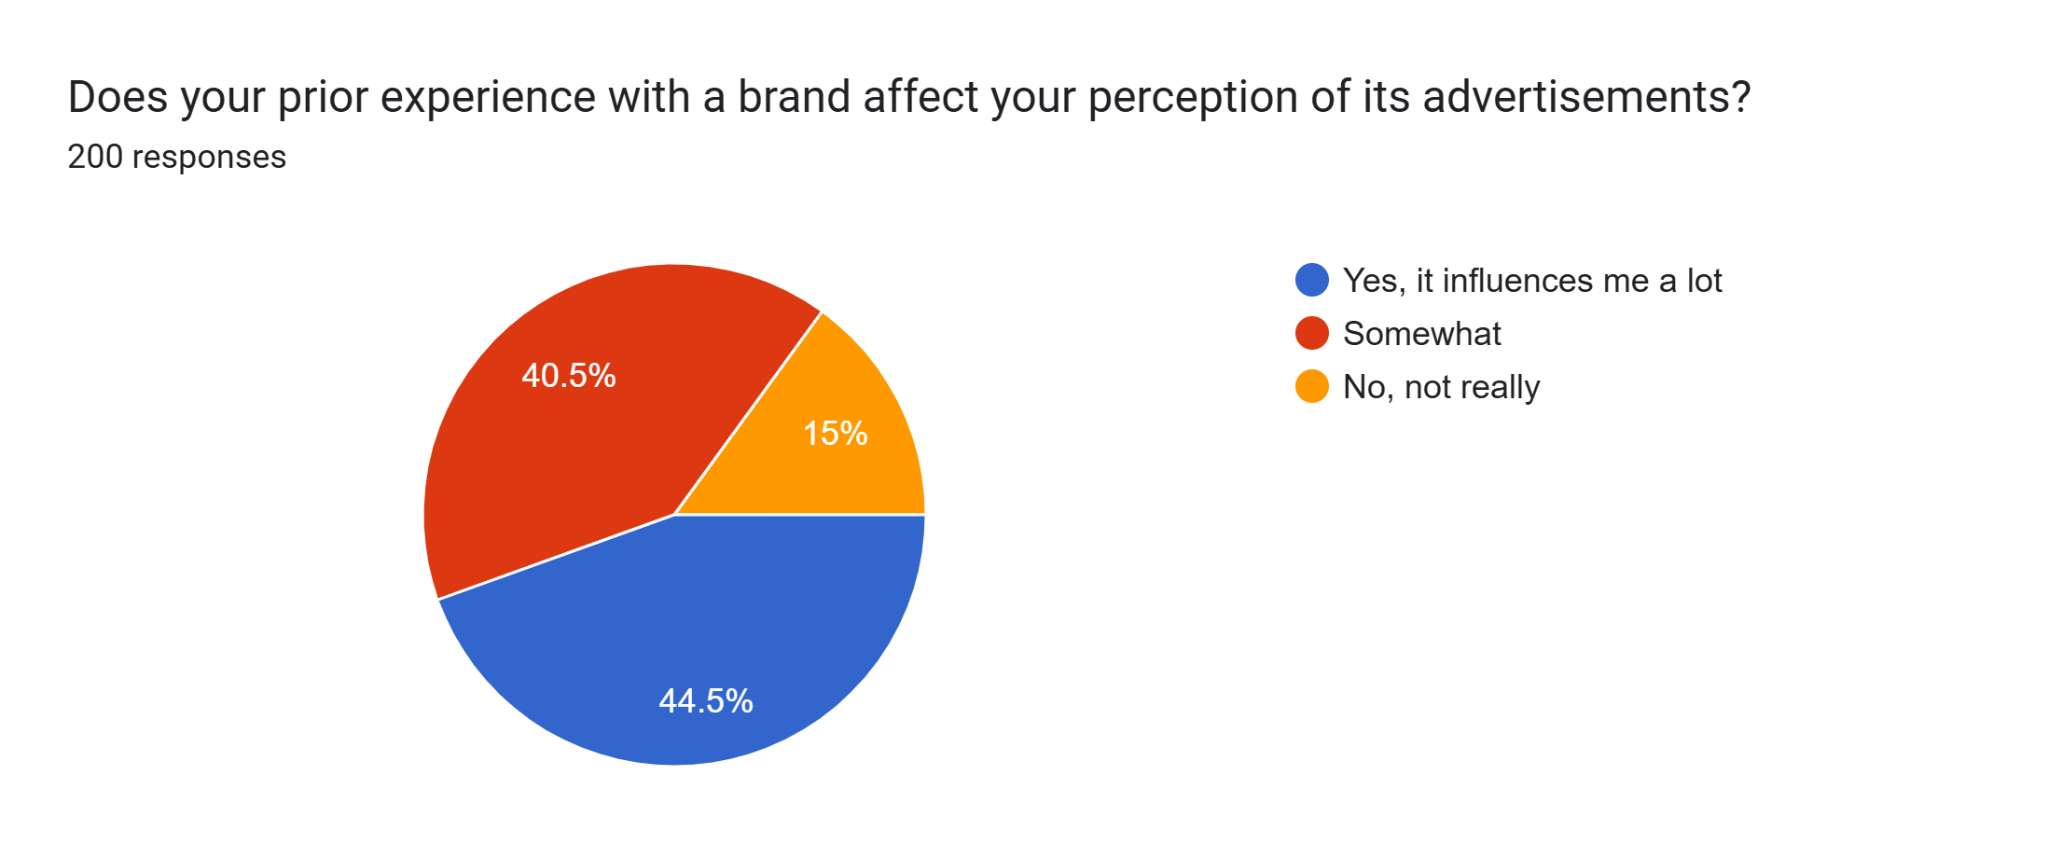 Does your prior experience with a brand affect your perception of its advertisements?
200 responses
Yes, it influences me a lot
Somewhat
No, not really
40.5%
15%
44.5%